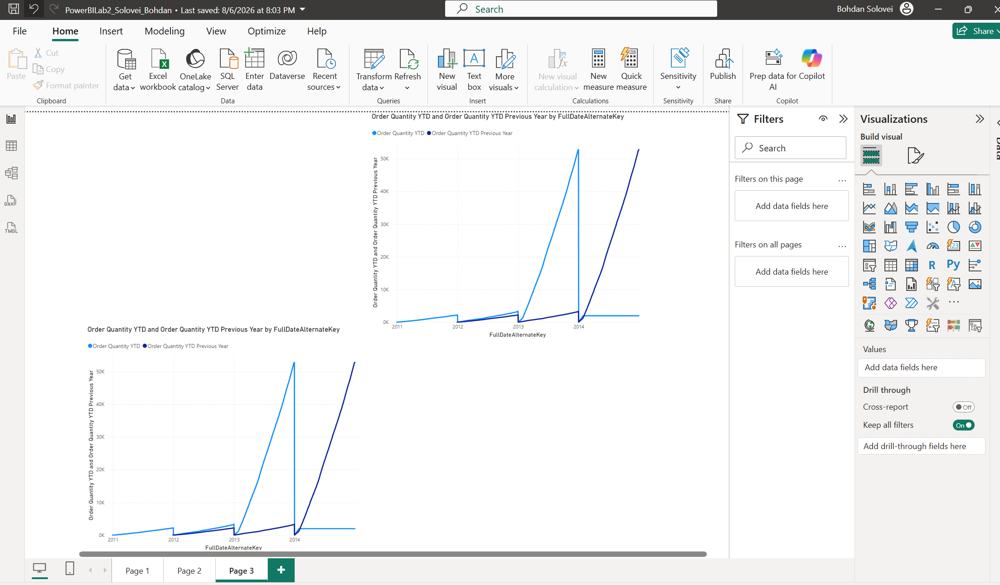 PowerBILab2_Solovei_Bohdan • Last saved: 8/6/2026 at 8:03 PM
Search
Bohdan Solovei
File Home Insert Modeling View Optimize Help
Share
Paste
Cut
Copy
Format painter
Clipboard
Get data
Excel workbook
OneLake catalog
SQL Server
Enter data
Dataverse
Recent sources
Data
Transform data
Refresh
Queries
New visual
Text box
More visuals
Insert
New visual calculation
New measure
Quick measure
Calculations
Sensitivity
Sensitivity
Publish
Share
Prep data for AI
Copilot
Copilot
DAX
TMDL
Order Quantity YTD and Order Quantity YTD Previous Year by FullDateAlternateKey
Order Quantity YTD Order Quantity YTD Previous Year
Order Quantity YTD and Order Quantity YTD Previous Year
50K
40K
30K
20K
10K
0K
2011 2012 2013 2014
FullDateAlternateKey
Order Quantity YTD and Order Quantity YTD Previous Year by FullDateAlternateKey
Order Quantity YTD Order Quantity YTD Previous Year
Order Quantity YTD and Order Quantity YTD Previous Year
50K
40K
30K
20K
10K
0K
2011 2012 2013 2014
FullDateAlternateKey
Filters
Search
Filters on this page ...
Add data fields here
Filters on all pages ...
Add data fields here
Visualizations
Build visual
123
R
Py
...
Values
Add data fields here
Drill through
Cross-report Off
Keep all filters On
Add drill-through fields here
Data
Page 1 Page 2 Page 3 +